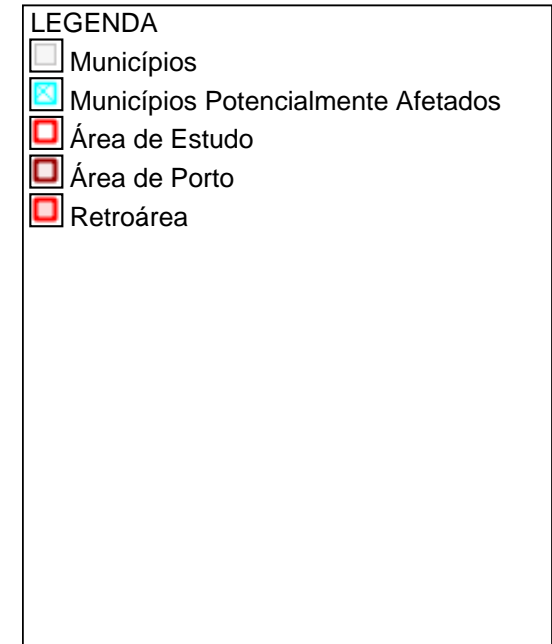 LEGENDA
Municípios
Municípios Potencialmente Afetados
Área de Estudo
Área de Porto
Retroárea